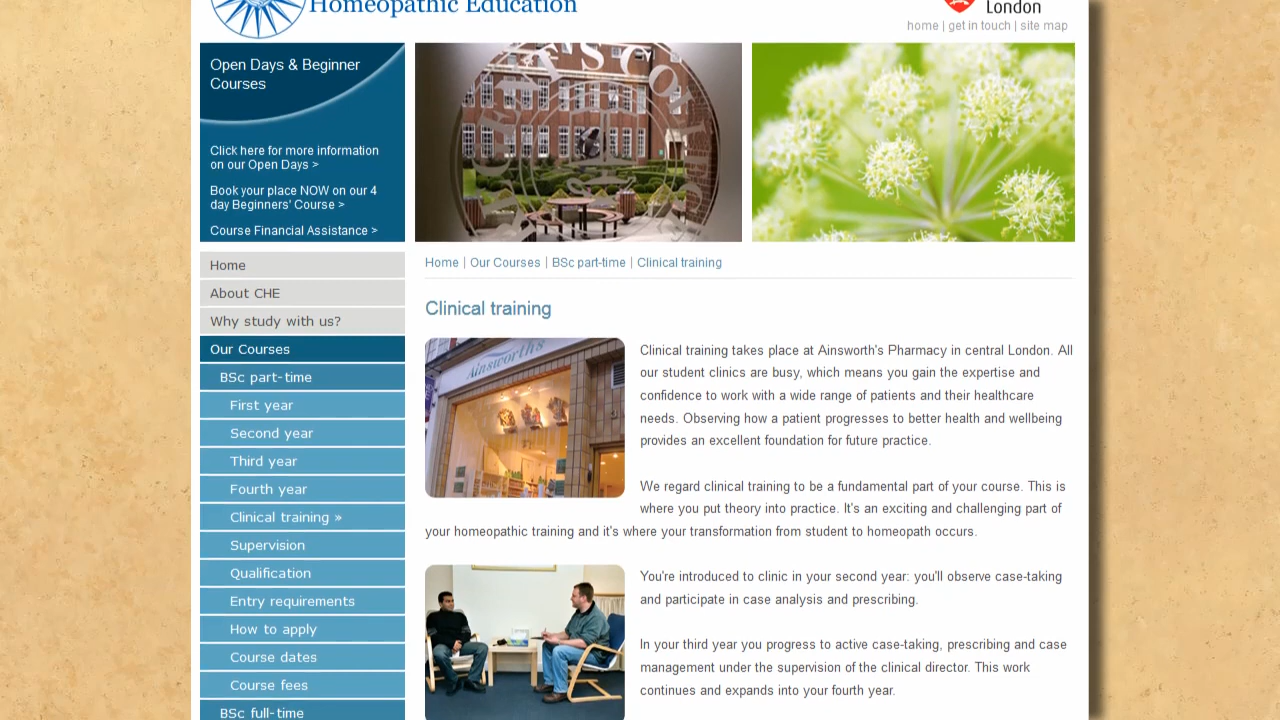 Homeopathic Education
London
home | get in touch | site map
Open Days & Beginner
Courses
Click here for more information
on our Open Days >
Book your place NOW on our 4
day Beginners' Course >
Course Financial Assistance >
Home
About CHE
Why study with us?
Our Courses
BSc part-time
First year
Second year
Third year
Fourth year
Clinical training »
Supervision
Qualification
Entry requirements
How to apply
Course dates
Course fees
BSc full-time
Home | Our Courses | BSc part-time | Clinical training
Clinical training
Ainsworths
Clinical training takes place at Ainsworth's Pharmacy in central London. All
our student clinics are busy, which means you gain the expertise and
confidence to work with a wide range of patients and their healthcare
needs. Observing how a patient progresses to better health and wellbeing
provides an excellent foundation for future practice.
We regard clinical training to be a fundamental part of your course. This is
where you put theory into practice. It's an exciting and challenging part of
your homeopathic training and it's where your transformation from student to homeopath occurs.
You're introduced to clinic in your second year: you'll observe case-taking
and participate in case analysis and prescribing.
In your third year you progress to active case-taking, prescribing and case
management under the supervision of the clinical director. This work
continues and expands into your fourth year.